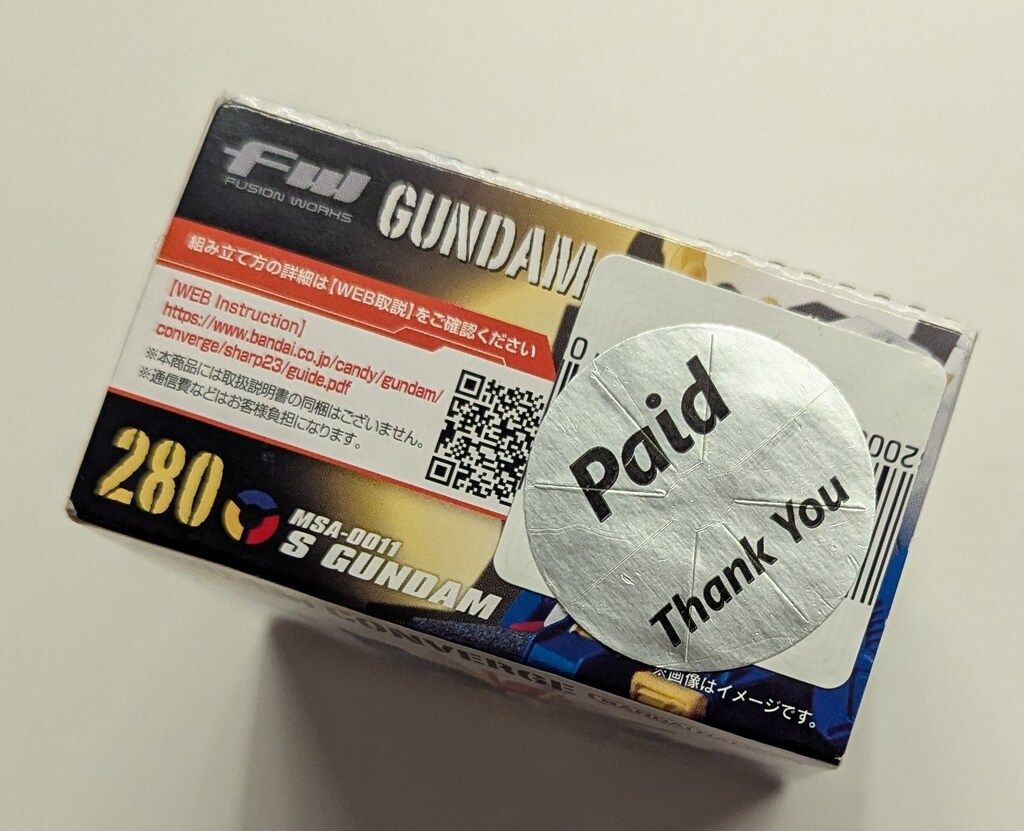 FW
FUSION WORKS
GUNDAM
組み立て方の詳細は【WEB取説】をご確認ください
【WEB Instruction】
https://www.bandai.co.jp/candy/gundam/
converge/sharp23/guide.pdf
※本商品には取扱説明書の同梱はございません。
※通信費などはお客様負担になります。
280
MSA-0011
S GUNDAM
Paid
Thank You
※画像はイメージです。
CONVERGE